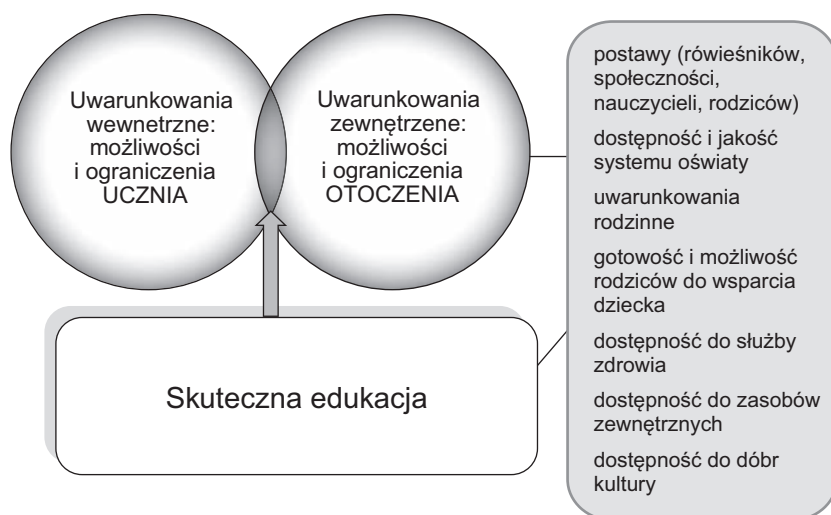 Uwarunkowania
wewnetrzne:
możliwości
i ograniczenia
UCZNIA
Uwarunkowania
zewnętrzene:
możliwości
i ograniczenia
OTOCZENIA
Skuteczna edukacja
postawy (rówieśników,
społeczności,
nauczycieli, rodziców)
dostępność i jakość
systemu oświaty
uwarunkowania
rodzinne
gotowość i możliwość
rodziców do wsparcia
dziecka
dostępność do służby
zdrowia
dostępność do zasobów
zewnętrznych
dostępność do dóbr
kultury